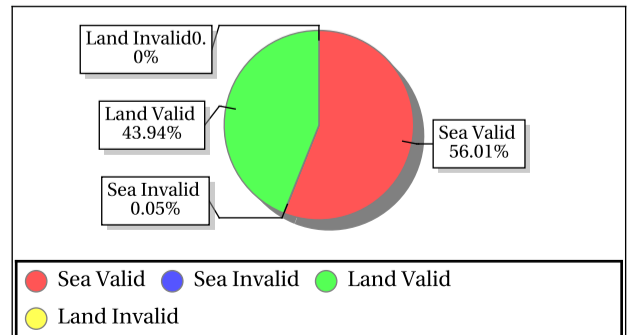 Land Invalid0.
0%
Land Valid
43.94%
Sea Valid
56.01%
Sea Invalid
0.05%
Sea Valid
Sea Invalid
Land Valid
Land Invalid